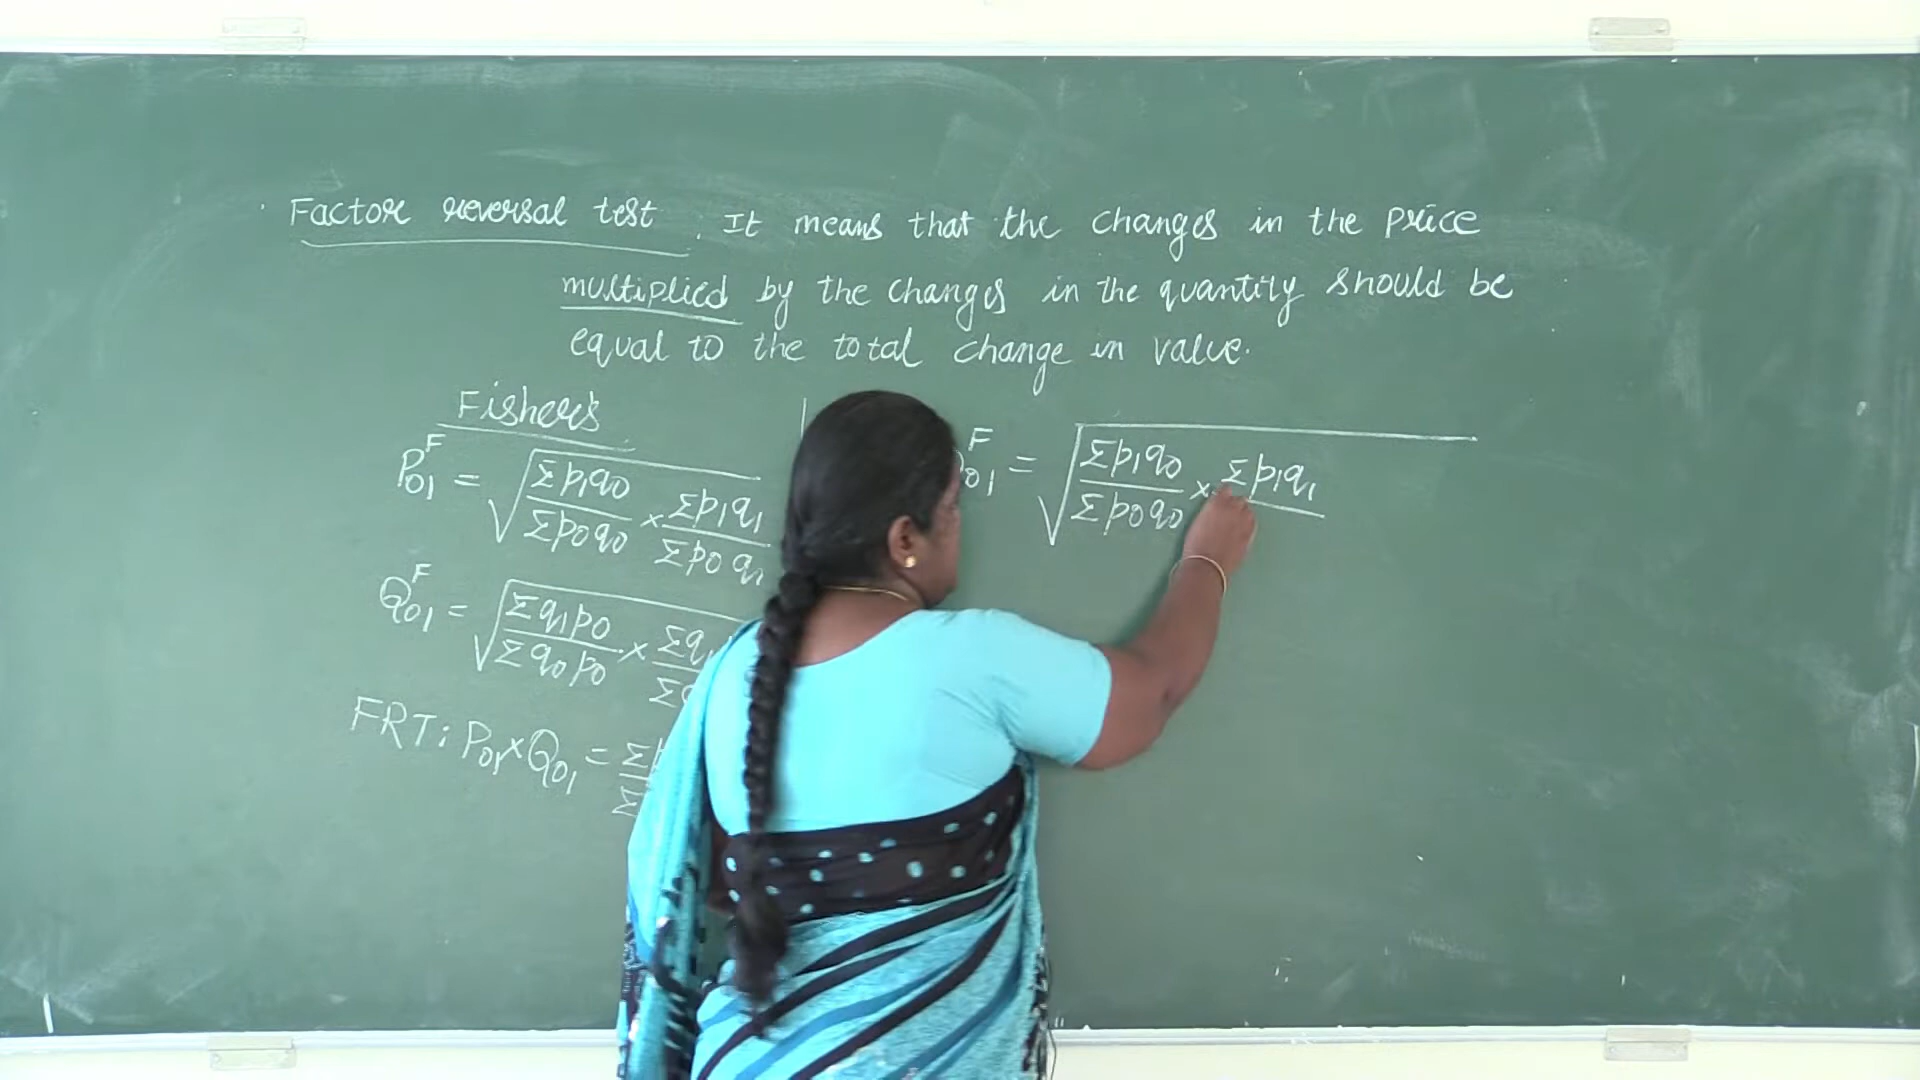 Factor reversal test. It means that the changes in the price
multiplied by the changes in the quantity should be
equal to the total change in value.
Fisher's
P₀₁ᶠ = √(Σp₁q₀/Σp₀q₀ × Σp₁q₁/Σp₀q₁)
Q₀₁ᶠ = √(Σq₁p₀/Σq₀p₀ × Σq₁
FRT: P₀₁ × Q₀₁ = Σ
₀₁ᶠ = √(Σp₁q₀/Σp₀q₀ × Σp₁q₁